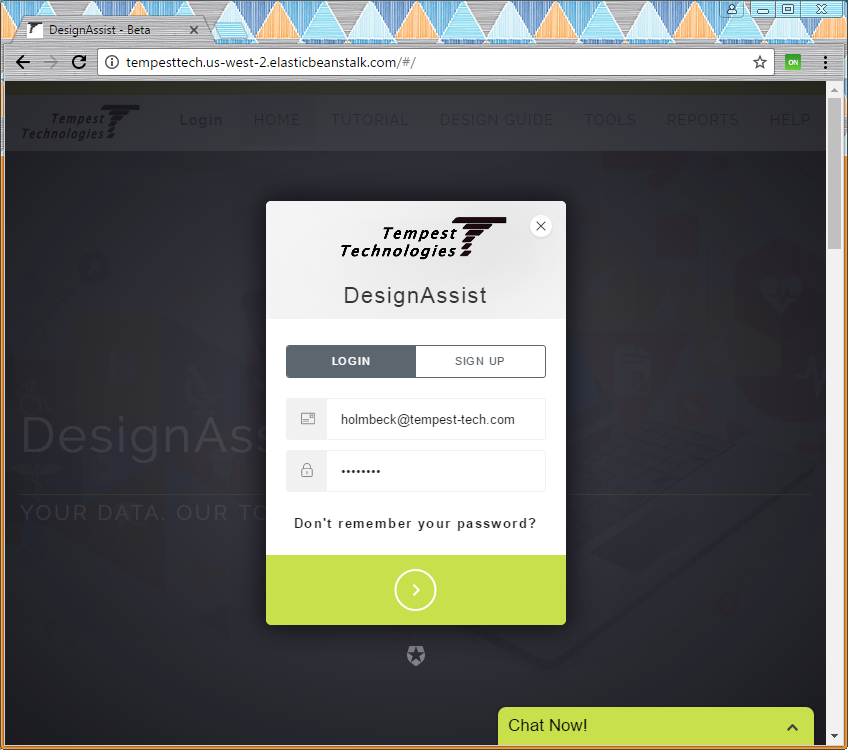 DesignAssist - Beta
tempesttech.us-west-2.elasticbeanstalk.com/#/
ON
Tempest
Technologies
Login HOME TUTORIAL DESIGN GUIDE TOOLS REPORTS HELP
Tempest
Technologies
DesignAssist
LOGIN SIGN UP
holmbeck@tempest-tech.com
Don't remember your password?
DesignAss
YOUR DATA. OUR TO
Chat Now!